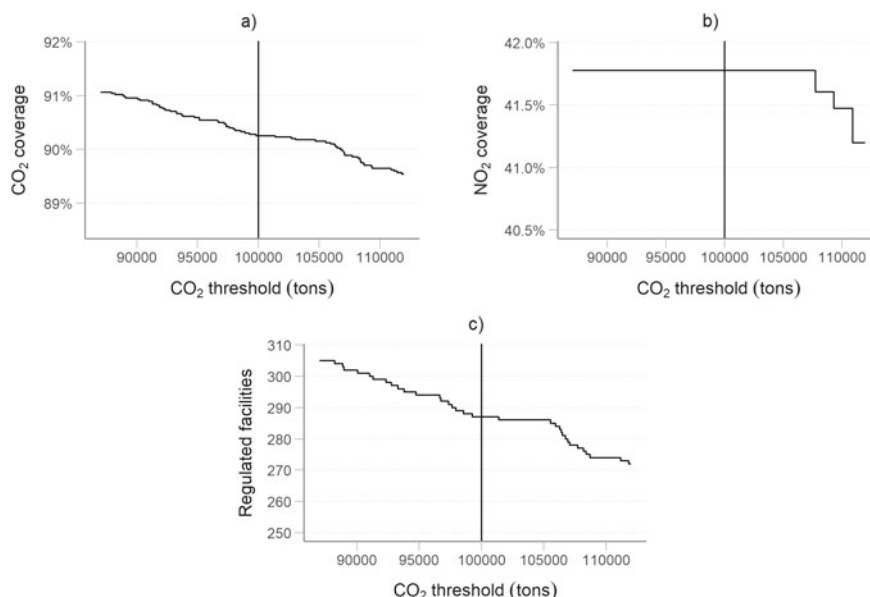 a)
92%
91%
90%
89%
CO₂ coverage
90000 95000 100000 105000 110000
CO₂ threshold (tons)
b)
42.0%
41.5%
41.0%
40.5%
NO₂ coverage
90000 95000 100000 105000 110000
CO₂ threshold (tons)
c)
310
300
290
280
270
260
250
Regulated facilities
90000 95000 100000 105000 110000
CO₂ threshold (tons)